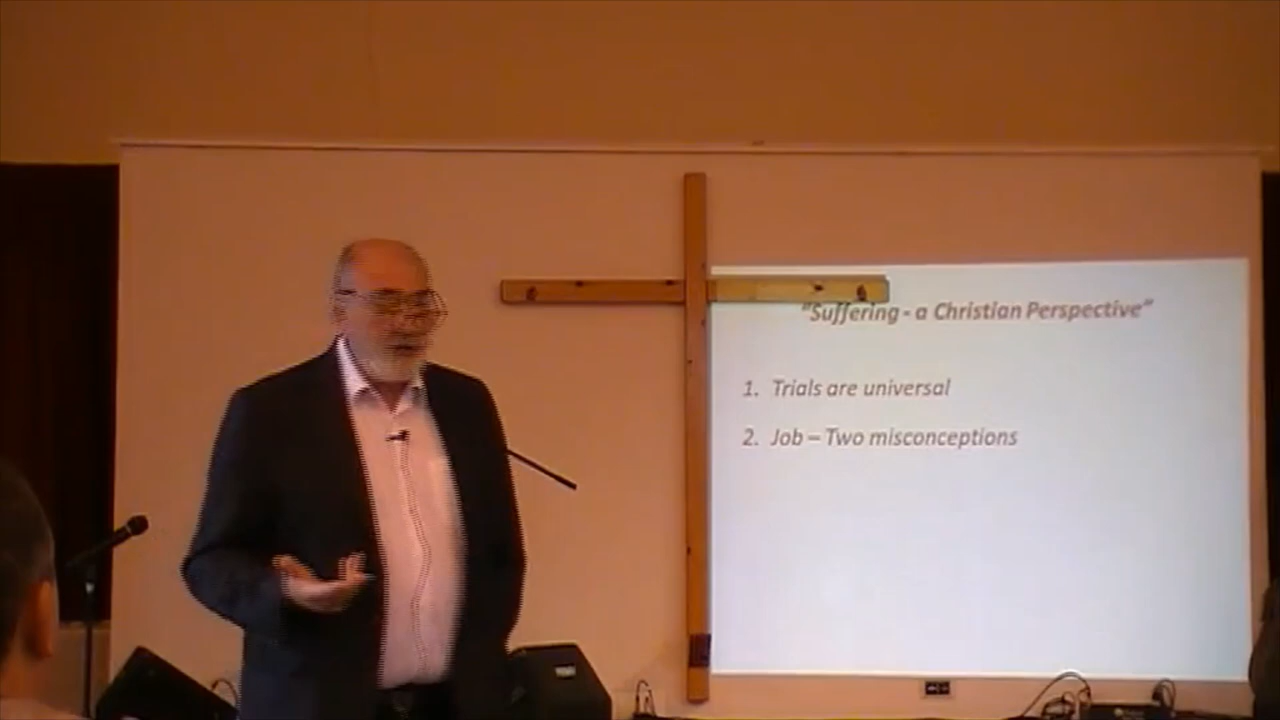 "Suffering - a Christian Perspective"
1. Trials are universal
2. Job – Two misconceptions